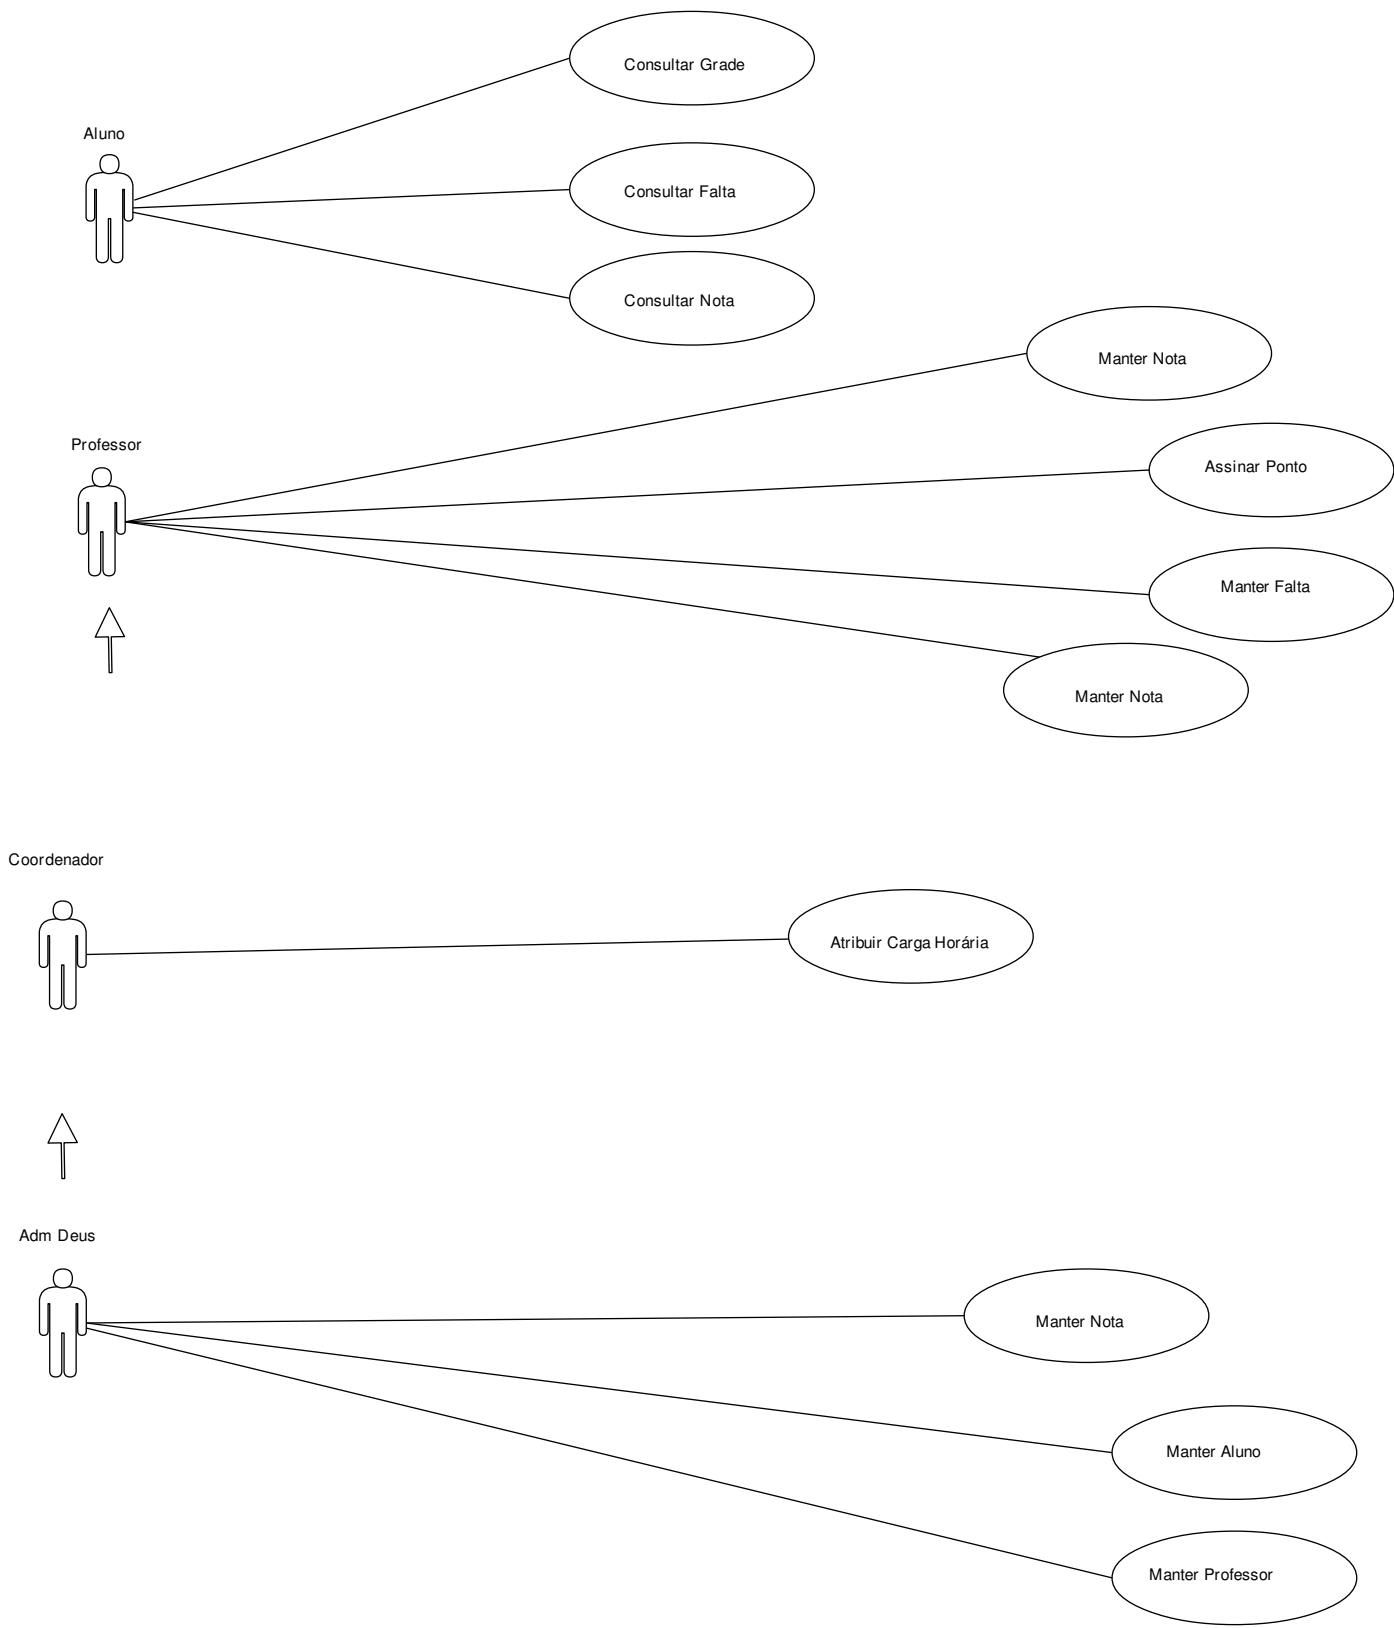 Consultar Grade
Aluno
Consultar Falta
Consultar Nota
Manter Nota
Professor
Assinar Ponto
Manter Falta
Manter Nota
Coordenador
Atribuir Carga Horária
Adm Deus
Manter Nota
Manter Aluno
Manter Professor